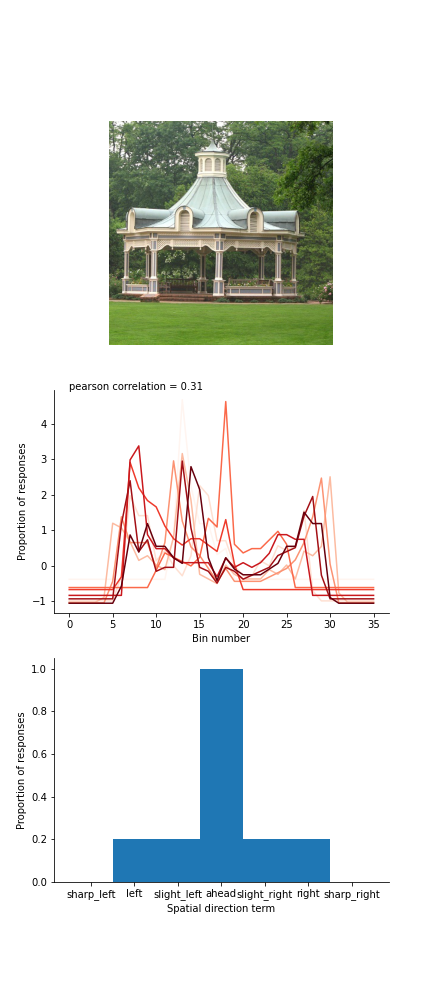 pearson correlation = 0.31
Proportion of responses
4
3
2
1
0
−1
0 5 10 15 20 25 30 35
Bin number
Proportion of responses
1.0
0.8
0.6
0.4
0.2
0.0
sharp_left left slight_left ahead slight_right right sharp_right
Spatial direction term